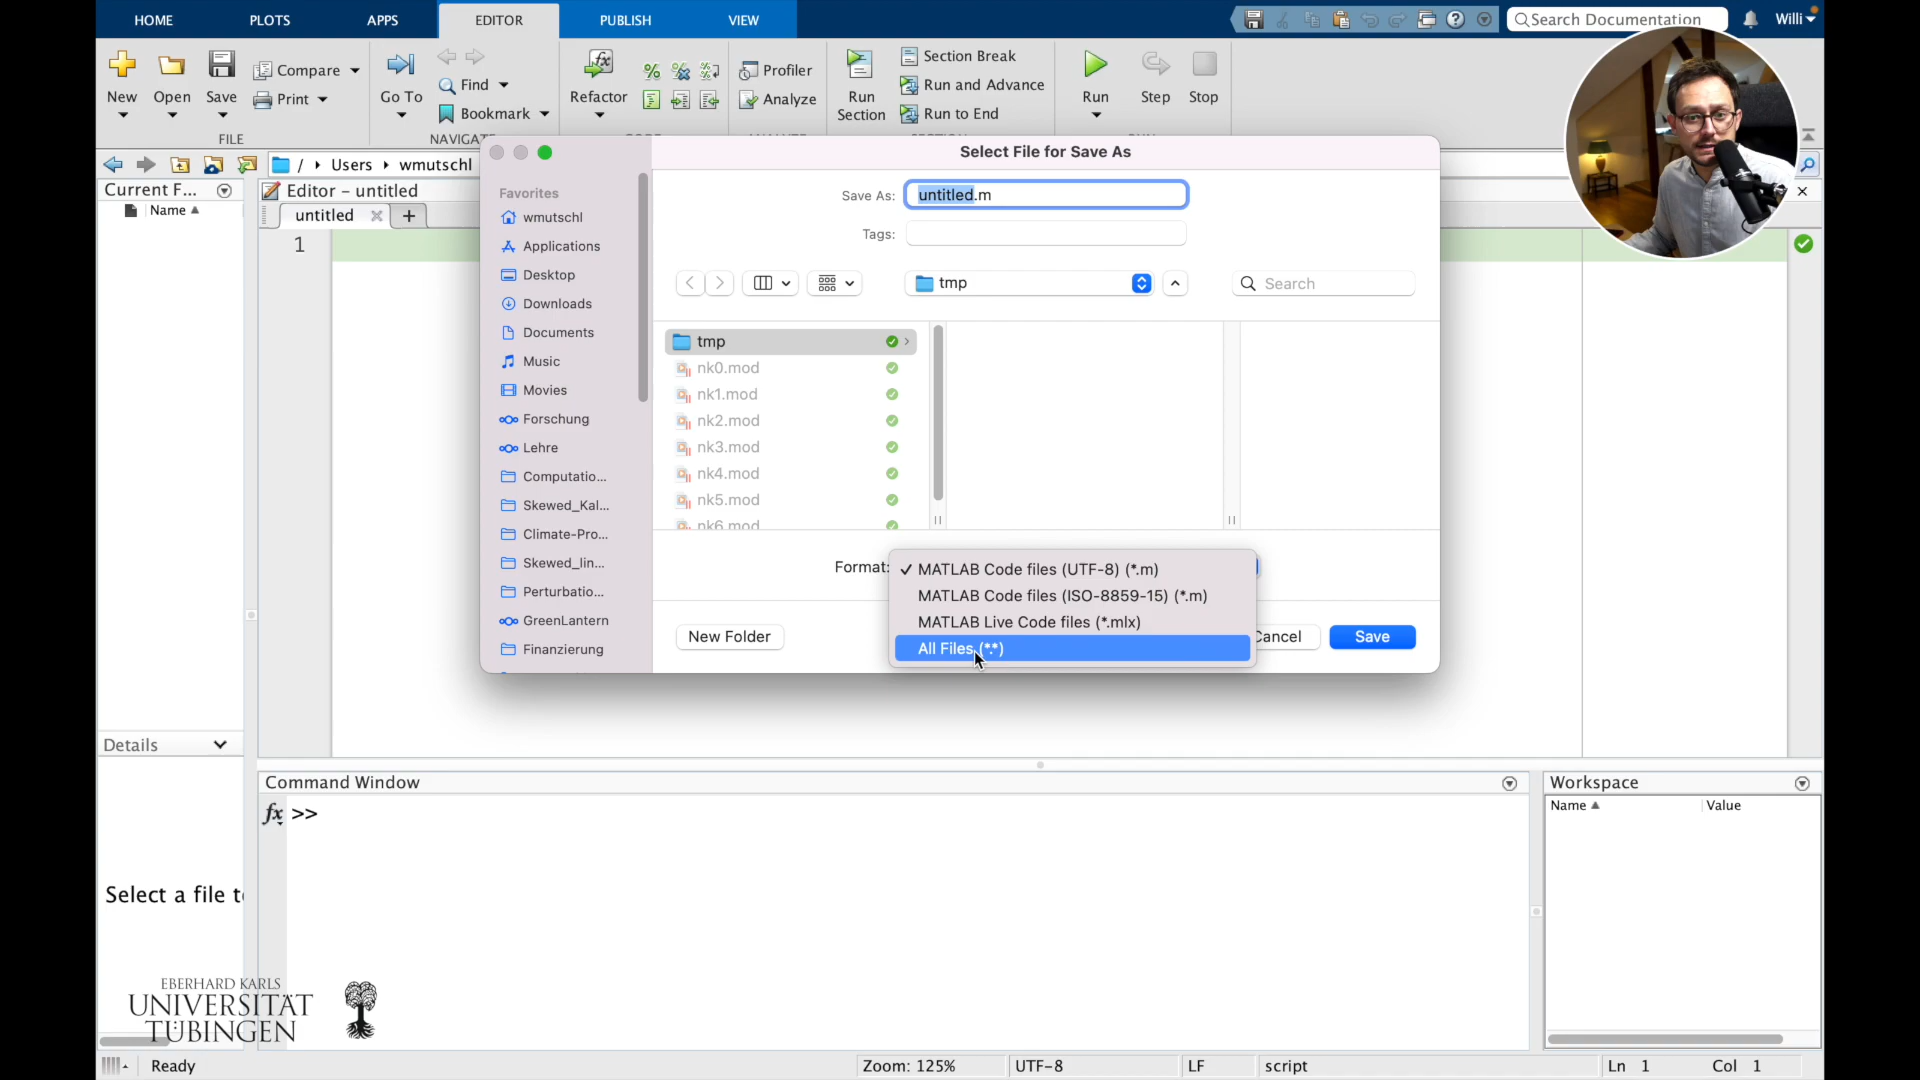 HOME
PLOTS
APPS
EDITOR
PUBLISH
VIEW
Search Documentation
Willi
New
Open
Save
Compare
Print
FILE
Go To
Find
Bookmark
NAVIGATE
Refactor
Profiler
Analyze
Run Section
Section Break
Run and Advance
Run to End
Run
Step
Stop
/ Users wmutschl
Current F...
Name
Editor - untitled
untitled
1
Select File for Save As
Save As: untitled.m
Tags:
tmp
Search
Favorites
wmutschl
Applications
Desktop
Downloads
Documents
Music
Movies
Forschung
Lehre
Computatio...
Skewed_Kal...
Climate-Pro...
Skewed_lin...
Perturbatio...
GreenLantern
Finanzierung
tmp
nk0.mod
nk1.mod
nk2.mod
nk3.mod
nk4.mod
nk5.mod
nk6.mod
Format:
MATLAB Code files (UTF-8) (*.m)
MATLAB Code files (ISO-8859-15) (*.m)
MATLAB Live Code files (*.mlx)
All Files (*.*)
New Folder
Cancel
Save
Details
Select a file to
Command Window
fx >>
Workspace
Name
Value
EBERHARD KARLS
UNIVERSITÄT
TÜBINGEN
Ready
Zoom: 125%
UTF-8
LF
script
Ln 1
Col 1